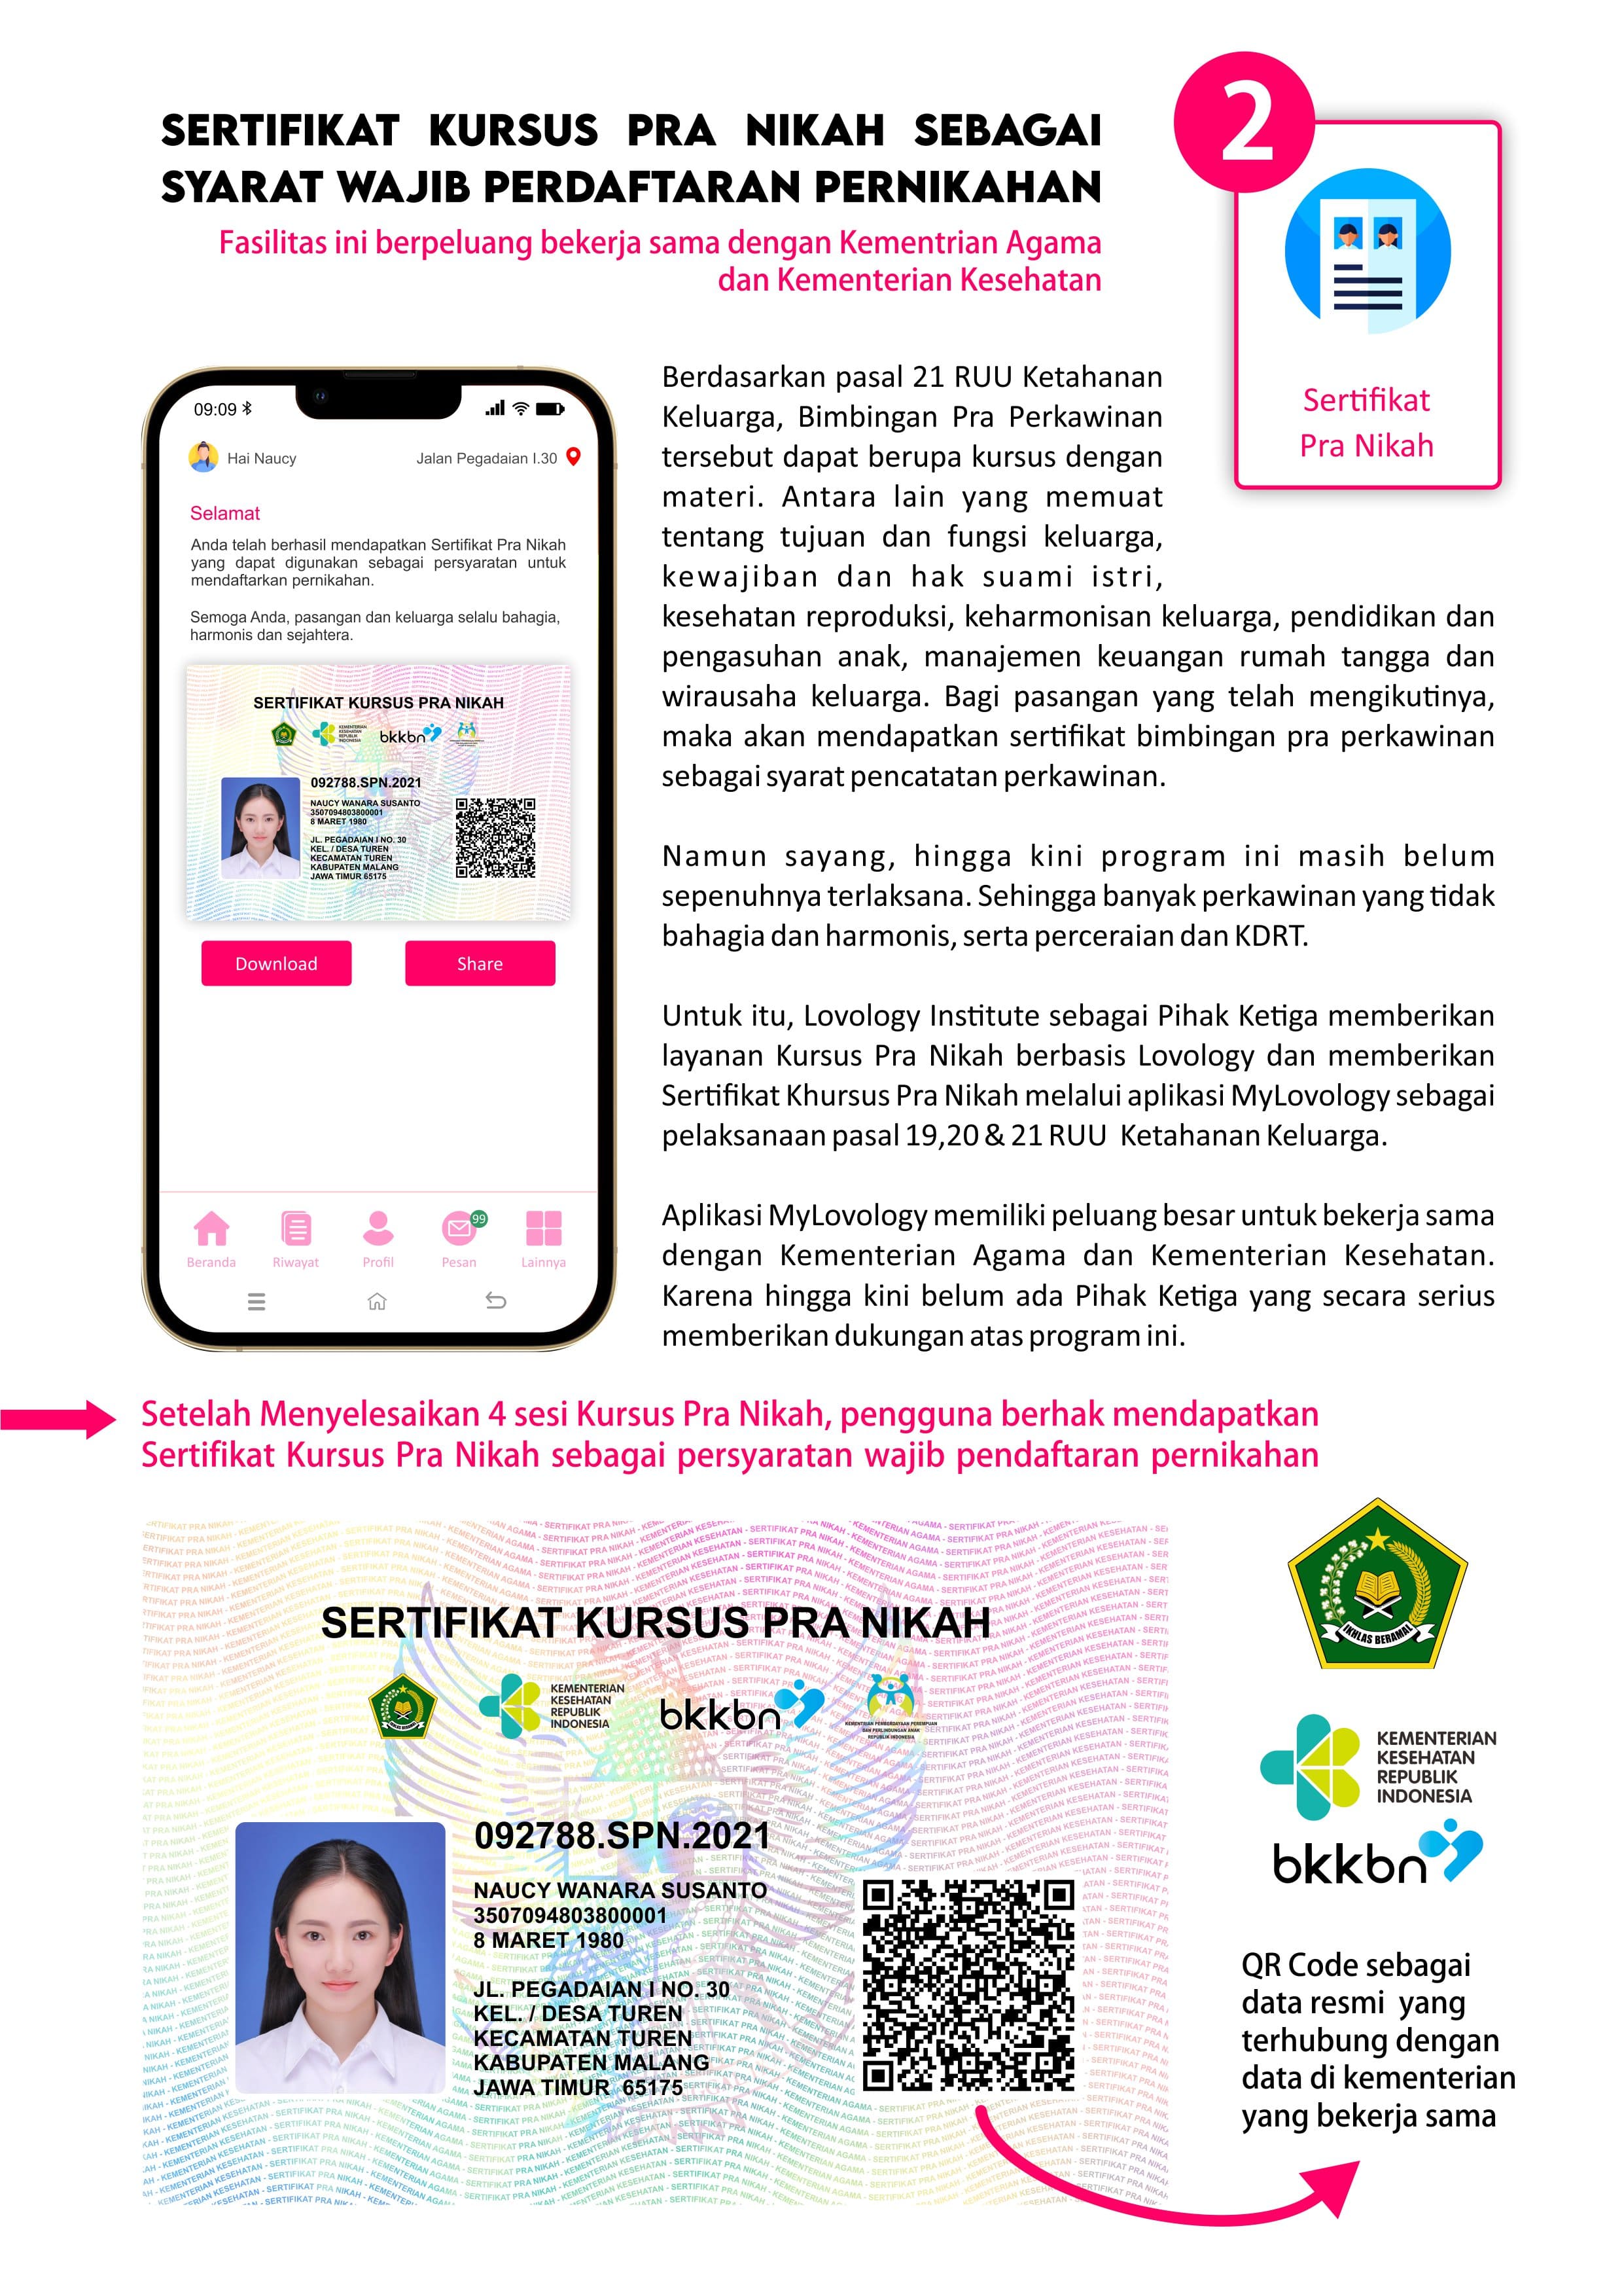 SERTIFIKAT KURSUS PRA NIKAH SEBAGAI
SYARAT WAJIB PERDAFTARAN PERNIKAHAN
Fasilitas ini berpeluang bekerja sama dengan Kementrian Agama
dan Kementerian Kesehatan
2
Sertifikat
Pra Nikah
09:09
Hai Naucy
Jalan Pegadaian I.30
Selamat
Anda telah berhasil mendapatkan Sertifikat Pra Nikah
yang dapat digunakan sebagai persyaratan untuk
mendaftarkan pernikahan.
Semoga Anda, pasangan dan keluarga selalu bahagia,
harmonis dan sejahtera.
SERTIFIKAT KURSUS PRA NIKAH
KEMENTERIAN
KESEHATAN
REPUBLIK
INDONESIA
bkkbn
092788.SPN.2021
NAUCY WANARA SUSANTO
3507094803800001
8 MARET 1980
JL. PEGADAIAN I NO. 30
KEL. / DESA TUREN
KECAMATAN TUREN
KABUPATEN MALANG
JAWA TIMUR 65175
Download
Share
99
Beranda
Riwayat
Profil
Pesan
Lainnya
Berdasarkan pasal 21 RUU Ketahanan
Keluarga, Bimbingan Pra Perkawinan
tersebut dapat berupa kursus dengan
materi. Antara lain yang memuat
tentang tujuan dan fungsi keluarga,
kewajiban dan hak suami istri,
kesehatan reproduksi, keharmonisan keluarga, pendidikan dan
pengasuhan anak, manajemen keuangan rumah tangga dan
wirausaha keluarga. Bagi pasangan yang telah mengikutinya,
maka akan mendapatkan sertifikat bimbingan pra perkawinan
sebagai syarat pencatatan perkawinan.
Namun sayang, hingga kini program ini masih belum
sepenuhnya terlaksana. Sehingga banyak perkawinan yang tidak
bahagia dan harmonis, serta perceraian dan KDRT.
Untuk itu, Lovology Institute sebagai Pihak Ketiga memberikan
layanan Kursus Pra Nikah berbasis Lovology dan memberikan
Sertifikat Khursus Pra Nikah melalui aplikasi MyLovology sebagai
pelaksanaan pasal 19,20 & 21 RUU Ketahanan Keluarga.
Aplikasi MyLovology memiliki peluang besar untuk bekerja sama
dengan Kementerian Agama dan Kementerian Kesehatan.
Karena hingga kini belum ada Pihak Ketiga yang secara serius
memberikan dukungan atas program ini.
Setelah Menyelesaikan 4 sesi Kursus Pra Nikah, pengguna berhak mendapatkan
Sertifikat Kursus Pra Nikah sebagai persyaratan wajib pendaftaran pernikahan
SERTIFIKAT KURSUS PRA NIKAH
IKHLAS BERAMAL
KEMENTERIAN
KESEHATAN
REPUBLIK
INDONESIA
bkkbn
KEMENTRIAN PEMBERDAYAAN PEREMPUAN
DAN PERLINDUNGAN ANAK
REPUBLIK INDONESIA
092788.SPN.2021
NAUCY WANARA SUSANTO
3507094803800001
8 MARET 1980
JL. PEGADAIAN I NO. 30
KEL. / DESA TUREN
KECAMATAN TUREN
KABUPATEN MALANG
JAWA TIMUR 65175
IKHLAS BERAMAL
KEMENTERIAN
KESEHATAN
REPUBLIK
INDONESIA
bkkbn
QR Code sebagai
data resmi yang
terhubung dengan
data di kementerian
yang bekerja sama